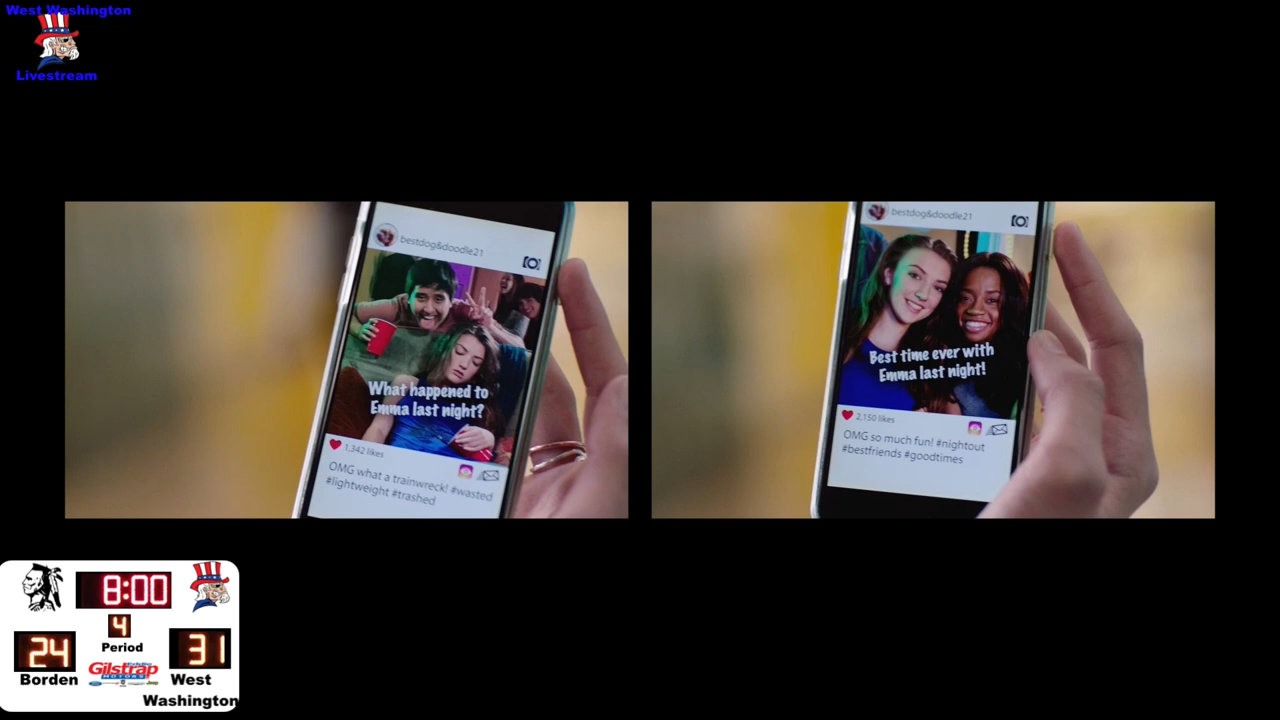 West Washington
Livestream
bestdog&doodle21
What happened to
Emma last night?
1,342 likes
OMG what a trainwreck! #wasted
#lightweight #trashed
bestdog&doodle21
Best time ever with
Emma last night!
2,150 likes
OMG so much fun! #nightout
#bestfriends #goodtimes
8:00
4
Period
24
31
Borden
Gilstrap
MOTORS
West
Washington